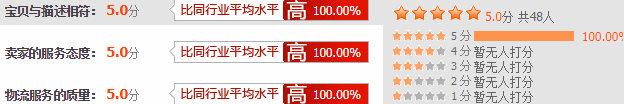 宝贝与描述相符： 5.0分 比同行业平均水平 高 100.00%
卖家的服务态度： 5.0分 比同行业平均水平 高 100.00%
物流服务的质量： 5.0分 比同行业平均水平 高 100.00%
5.0分 共48人
5 分 100.00%
4 分 暂无人打分
3 分 暂无人打分
2 分 暂无人打分
1 分 暂无人打分